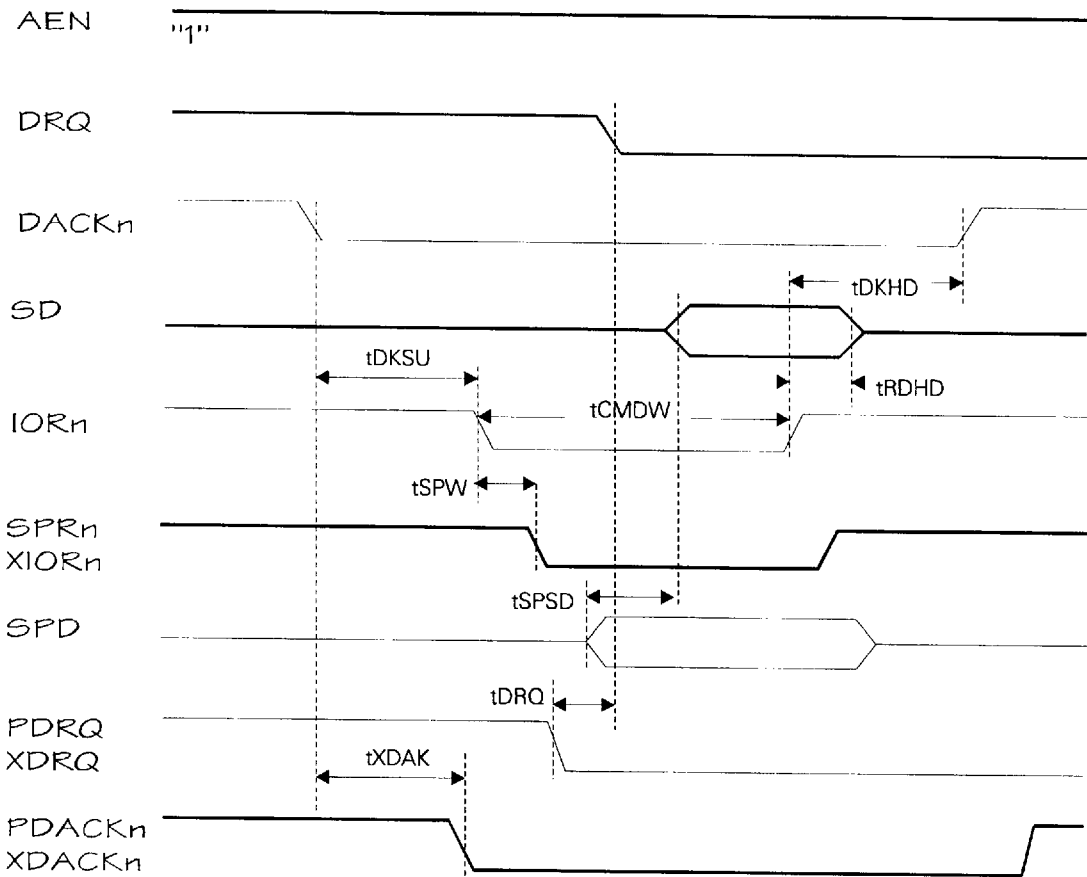 AEN
"1"
DRQ
DACKn
tDKHD
SD
tDKSU
tRDHD
IORn
tCMDW
tSPW
SPRn
XIORn
tSPSD
SPD
tDRQ
PDRQ
XDRQ
tXDAK
PDACKn
XDACKn